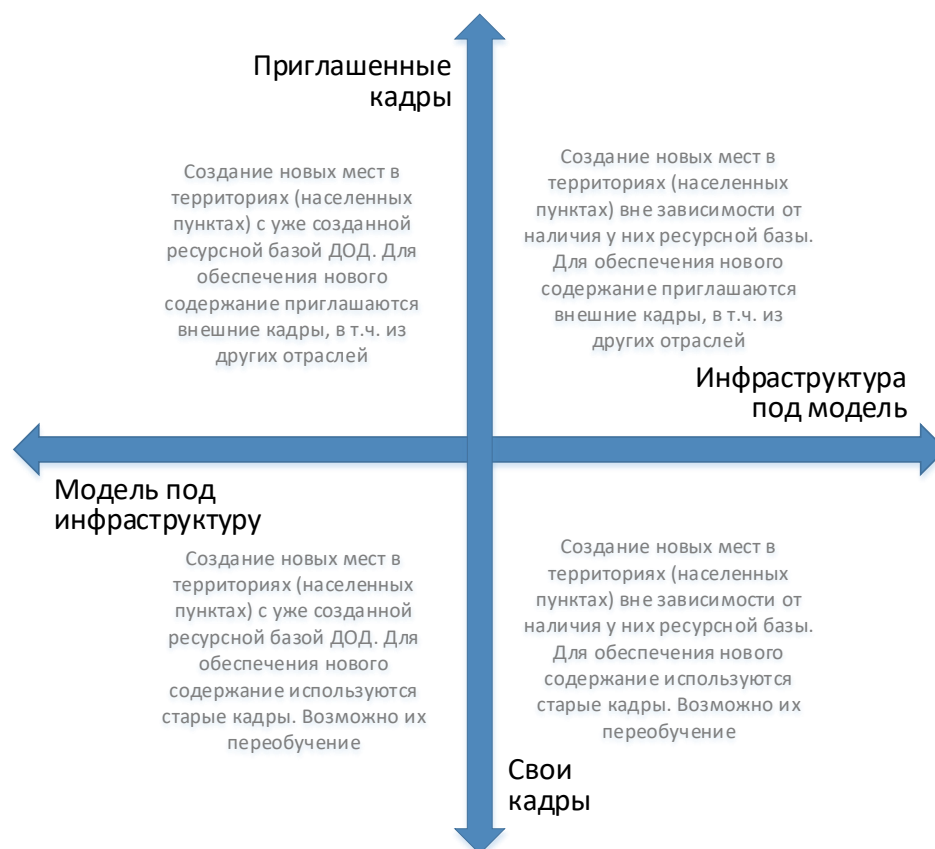 Приглашенные
кадры
Создание новых мест в
территориях (населенных
пунктах) с уже созданной
ресурсной базой ДОД. Для
обеспечения нового
содержание приглашаются
внешние кадры, в т.ч. из
других отраслей
Создание новых мест в
территориях (населенных
пунктах) вне зависимости от
наличия у них ресурсной базы.
Для обеспечения нового
содержание приглашаются
внешние кадры, в т.ч. из
других отраслей
Инфраструктура
под модель
Модель под
инфраструктуру
Создание новых мест в
территориях (населенных
пунктах) с уже созданной
ресурсной базой ДОД. Для
обеспечения нового
содержание используются
старые кадры. Возможно их
переобучение
Создание новых мест в
территориях (населенных
пунктах) вне зависимости от
наличия у них ресурсной базы.
Для обеспечения нового
содержание используются
старые кадры. Возможно их
переобучение
Свои
кадры